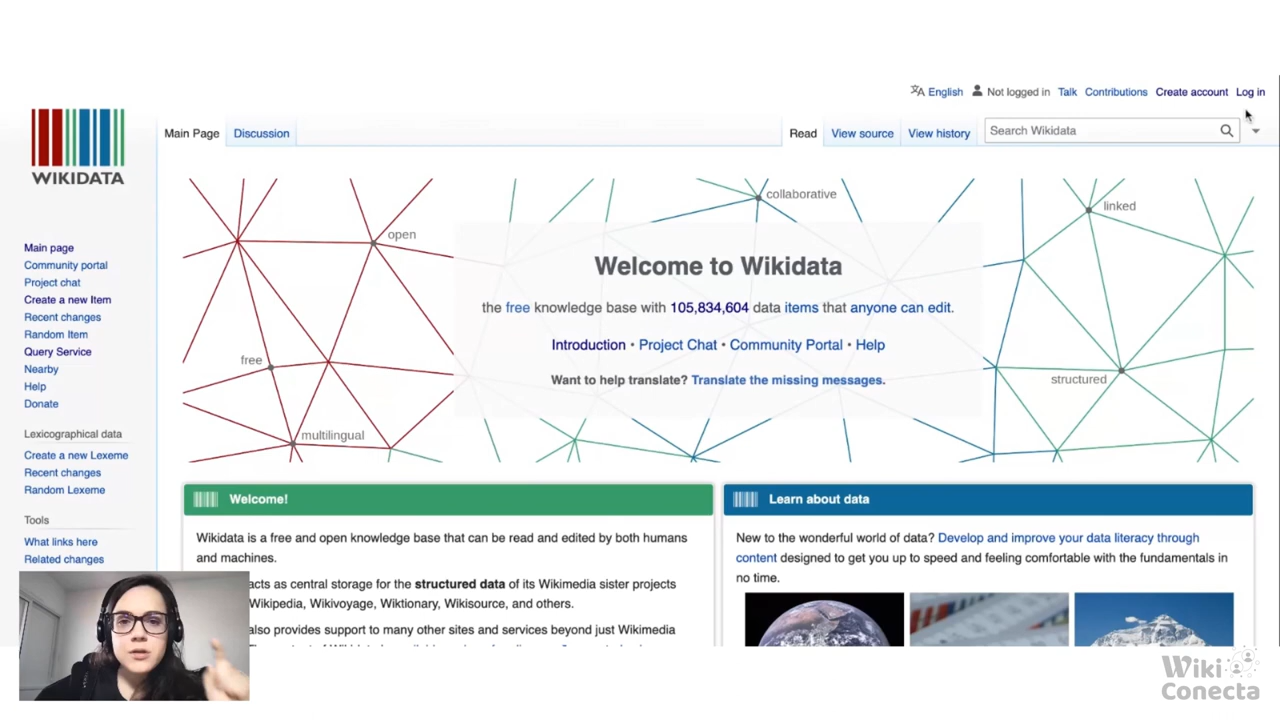 English Not logged in Talk Contributions Create account Log in
WIKIDATA
Main Page Discussion Read View source View history Search Wikidata
Main page
Community portal
Project chat
Create a new Item
Recent changes
Random Item
Query Service
Nearby
Help
Donate
Lexicographical data
Create a new Lexeme
Recent changes
Random Lexeme
Tools
What links here
Related changes
collaborative
linked
open
free
structured
multilingual
Welcome to Wikidata
the free knowledge base with 105,834,604 data items that anyone can edit.
Introduction • Project Chat • Community Portal • Help
Want to help translate? Translate the missing messages.
Welcome!
Wikidata is a free and open knowledge base that can be read and edited by both humans
and machines.
acts as central storage for the structured data of its Wikimedia sister projects
Wikipedia, Wikivoyage, Wiktionary, Wikisource, and others.
also provides support to many other sites and services beyond just Wikimedia
Learn about data
New to the wonderful world of data? Develop and improve your data literacy through
content designed to get you up to speed and feeling comfortable with the fundamentals in
no time.
Wiki
Conecta